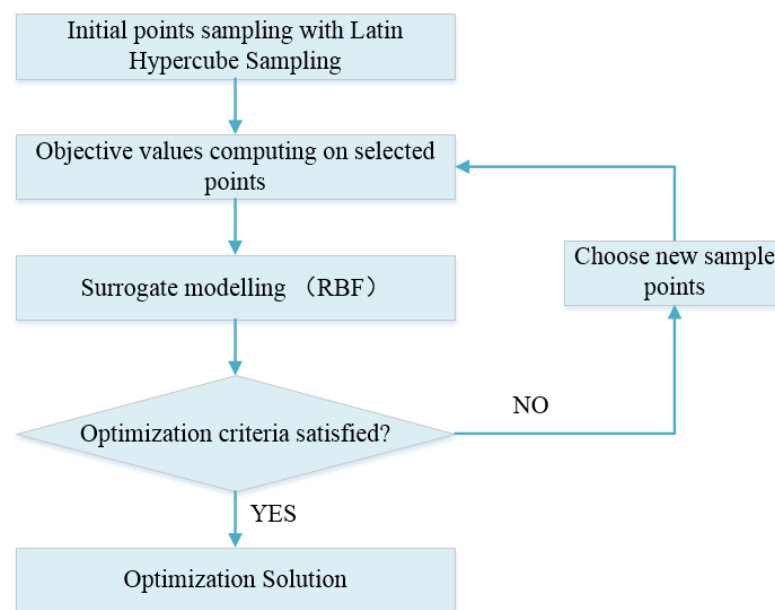 Initial points sampling with Latin
Hypercube Sampling
Objective values computing on selected
points
Surrogate modelling （RBF）
Choose new sample
points
Optimization criteria satisfied?
NO
YES
Optimization Solution